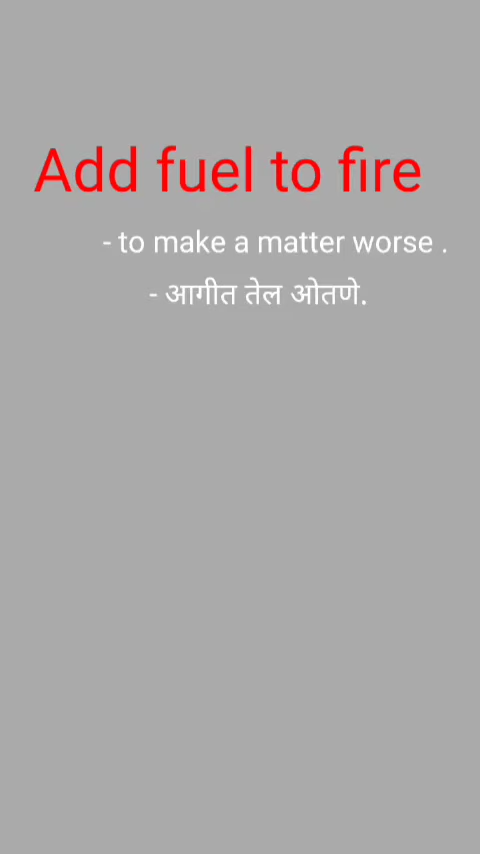 Add fuel to fire
- to make a matter worse .
- आगीत तेल ओतणे.